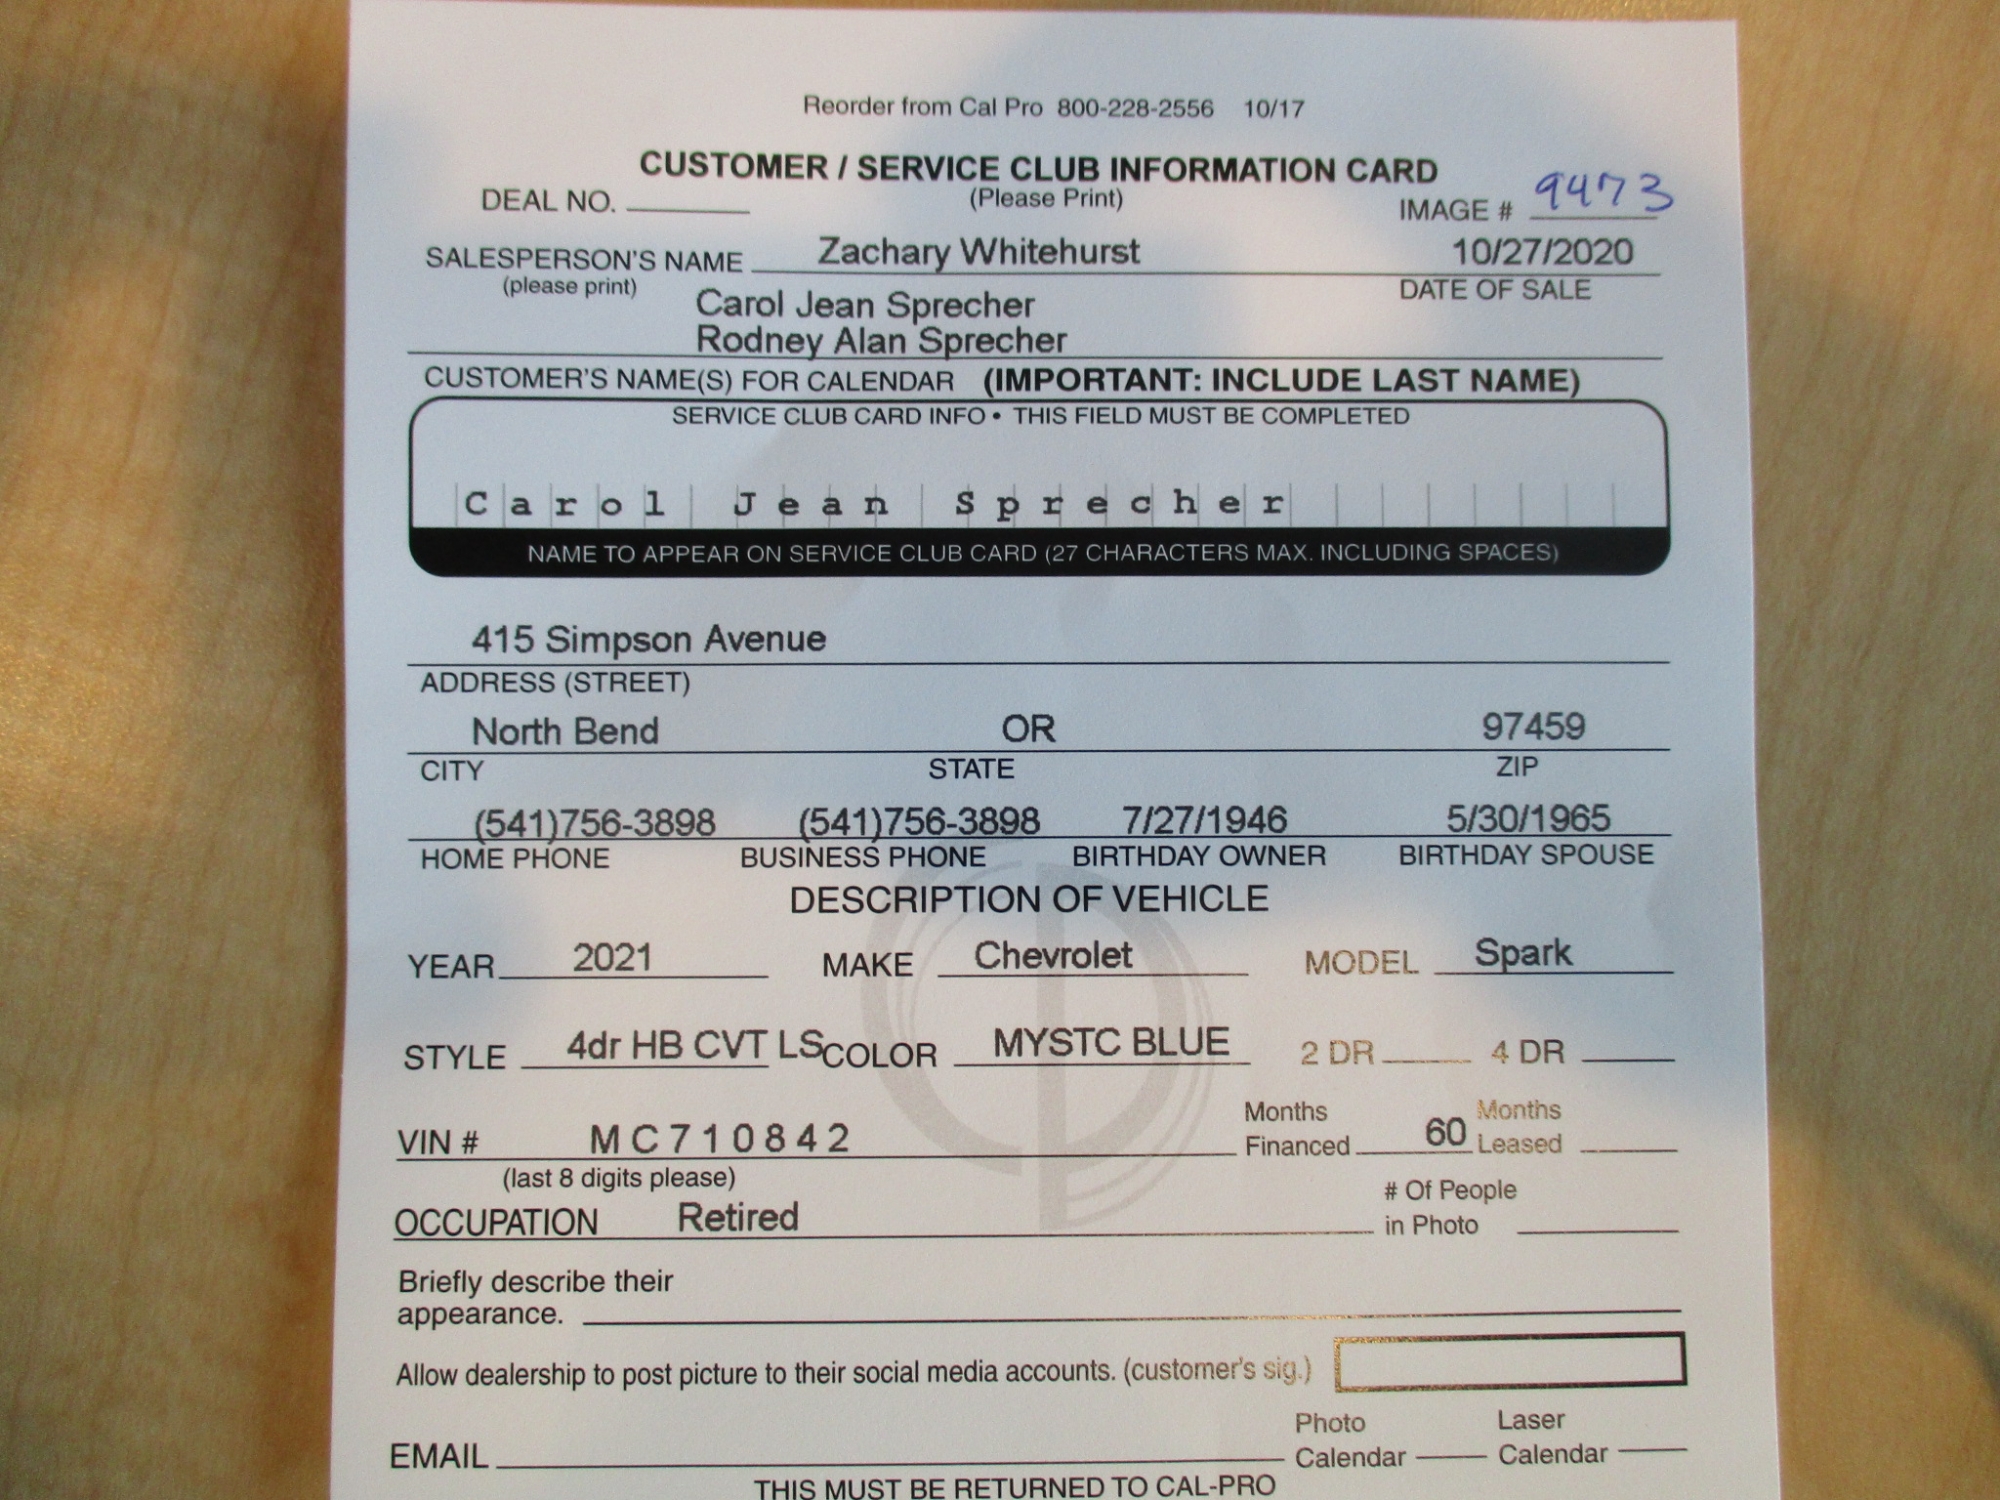 Reorder from Cal Pro 800-228-2556 10/17
CUSTOMER / SERVICE CLUB INFORMATION CARD
DEAL NO. (Please Print) IMAGE # 9473
SALESPERSON'S NAME Zachary Whitehurst 10/27/2020
(please print) DATE OF SALE
Carol Jean Sprecher
Rodney Alan Sprecher
CUSTOMER'S NAME(S) FOR CALENDAR (IMPORTANT: INCLUDE LAST NAME)
SERVICE CLUB CARD INFO • THIS FIELD MUST BE COMPLETED
Carol Jean Sprecher
NAME TO APPEAR ON SERVICE CLUB CARD (27 CHARACTERS MAX. INCLUDING SPACES)
415 Simpson Avenue
ADDRESS (STREET)
North Bend OR 97459
CITY STATE ZIP
(541)756-3898 (541)756-3898 7/27/1946 5/30/1965
HOME PHONE BUSINESS PHONE BIRTHDAY OWNER BIRTHDAY SPOUSE
DESCRIPTION OF VEHICLE
YEAR 2021 MAKE Chevrolet MODEL Spark
STYLE 4dr HB CVT LS COLOR MYSTC BLUE 2 DR 4 DR
VIN # MC710842 Months Financed 60 Months Leased
(last 8 digits please)
OCCUPATION Retired # Of People in Photo
Briefly describe their
appearance.
Allow dealership to post picture to their social media accounts. (customer's sig.)
EMAIL Photo Calendar Laser Calendar
THIS MUST BE RETURNED TO CAL-PRO